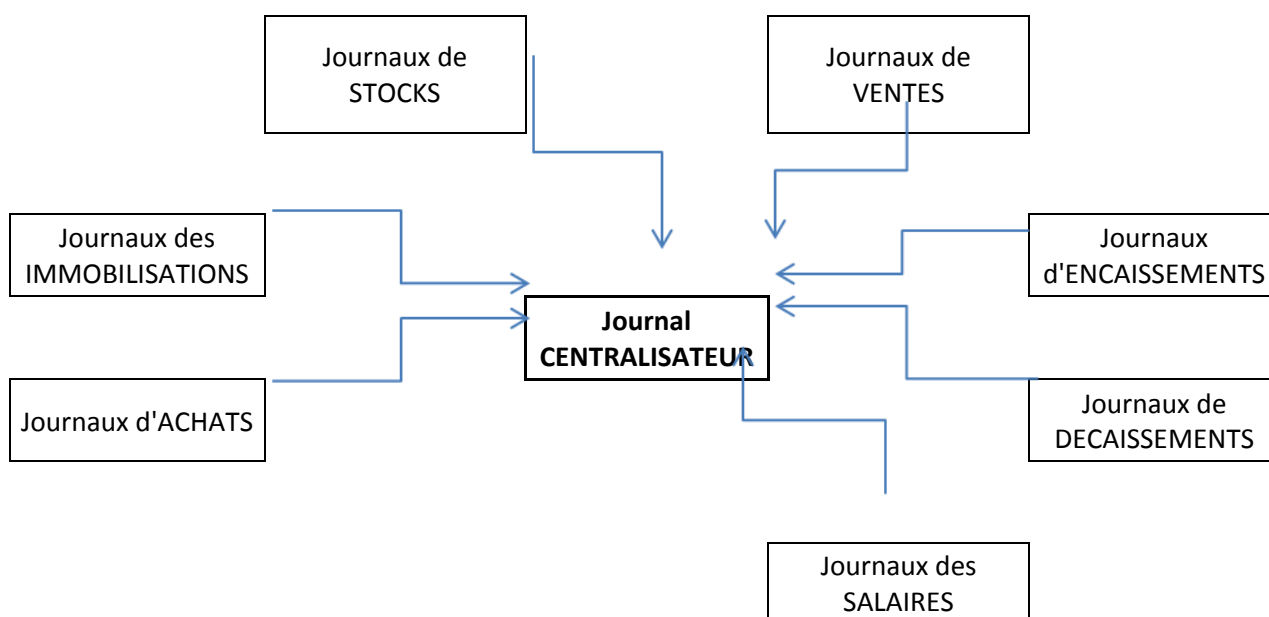 Journaux de
STOCKS
Journaux de
VENTES
Journaux des
IMMOBILISATIONS
Journaux
d'ENCAISSEMENTS
Journal
CENTRALISATEUR
Journaux d'ACHATS
Journaux de
DECAISSEMENTS
Journaux des
SALAIRES